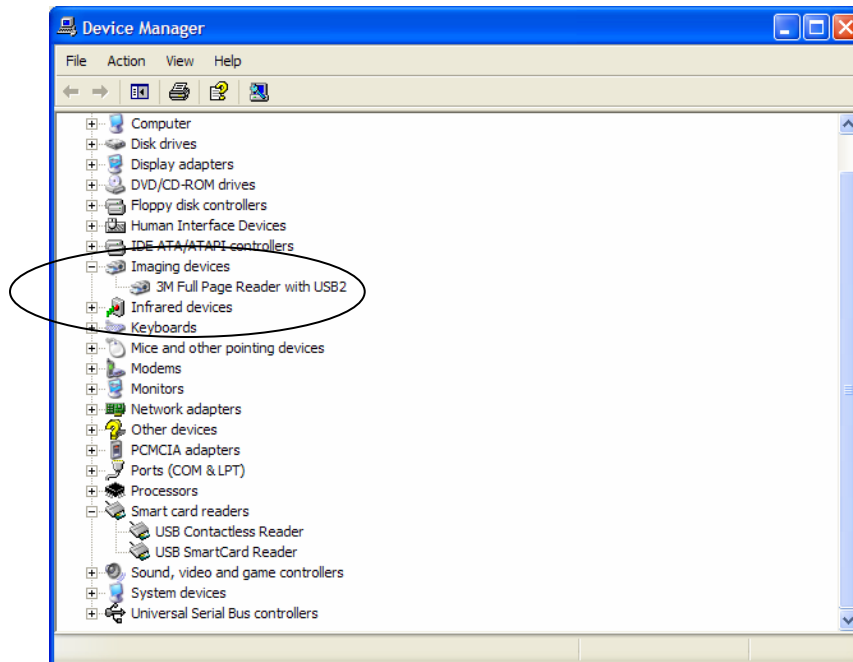 Device Manager
File Action View Help
Computer
Disk drives
Display adapters
DVD/CD-ROM drives
Floppy disk controllers
Human Interface Devices
IDE ATA/ATAPI controllers
Imaging devices
3M Full Page Reader with USB2
Infrared devices
Keyboards
Mice and other pointing devices
Modems
Monitors
Network adapters
Other devices
PCMCIA adapters
Ports (COM & LPT)
Processors
Smart card readers
USB Contactless Reader
USB SmartCard Reader
Sound, video and game controllers
System devices
Universal Serial Bus controllers